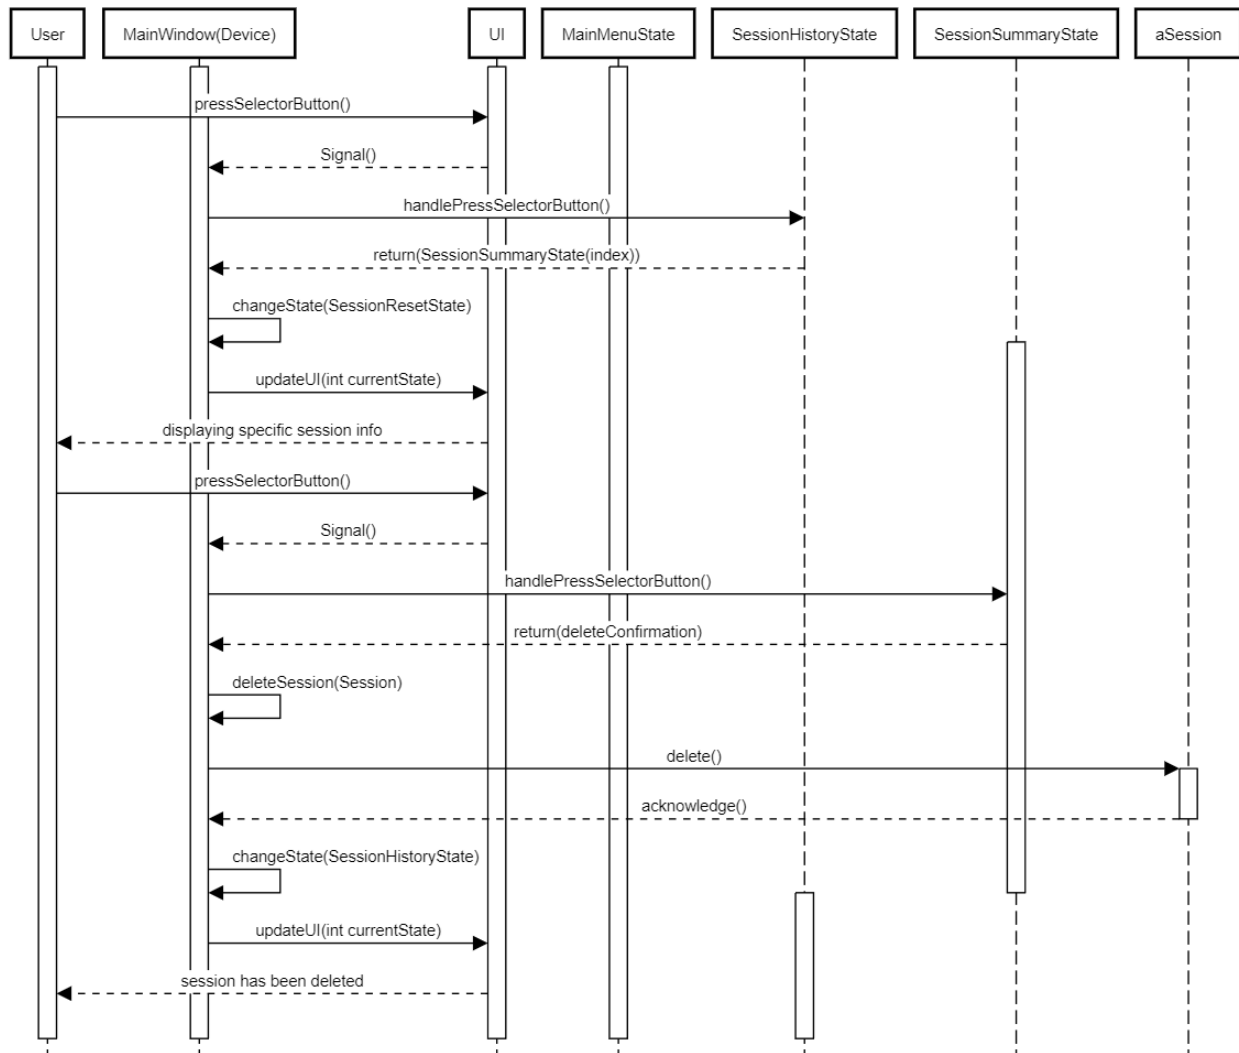 User
MainWindow(Device)
UI
MainMenuState
SessionHistoryState
SessionSummaryState
aSession
pressSelectorButton()
Signal()
handlePressSelectorButton()
return(SessionSummaryState(index))
changeState(SessionResetState)
updateUI(int currentState)
displaying specific session info
pressSelectorButton()
Signal()
handlePressSelectorButton()
return(deleteConfirmation)
deleteSession(Session)
delete()
acknowledge()
changeState(SessionHistoryState)
updateUI(int currentState)
session has been deleted